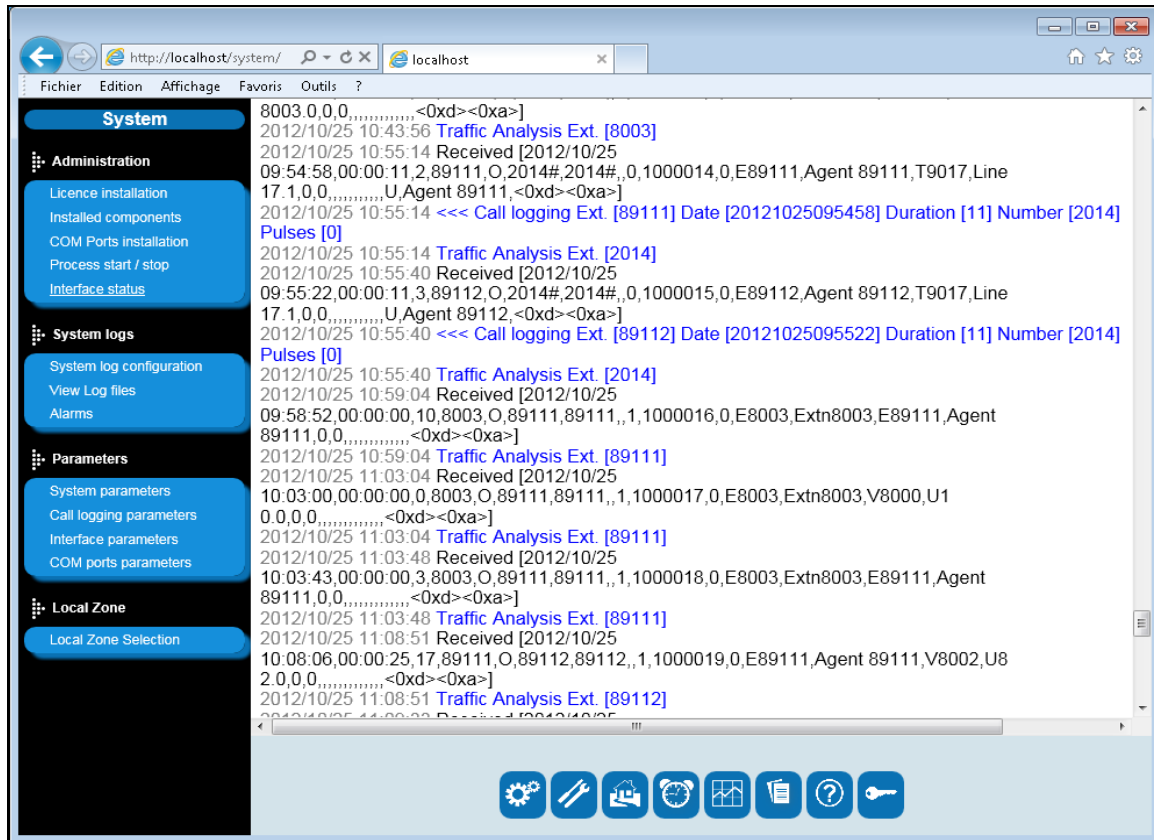 http://localhost/system/
localhost
Fichier Edition Affichage Favoris Outils ?
System
Administration
Licence installation
Installed components
COM Ports installation
Process start / stop
Interface status
System logs
System log configuration
View Log files
Alarms
Parameters
System parameters
Call logging parameters
Interface parameters
COM ports parameters
Local Zone
Local Zone Selection
8003.0,0,0,,,,,,,,,,,,,<0xd><0xa>]
2012/10/25 10:43:56 Traffic Analysis Ext. [8003]
2012/10/25 10:55:14 Received [2012/10/25
09:54:58,00:00:11,2,89111,O,2014#,2014#,,0,1000014,0,E89111,Agent 89111,T9017,Line
17.1,0,0,,,,,,,,,,,U,Agent 89111,<0xd><0xa>]
2012/10/25 10:55:14 <<< Call logging Ext. [89111] Date [20121025095458] Duration [11] Number [2014]
Pulses [0]
2012/10/25 10:55:14 Traffic Analysis Ext. [2014]
2012/10/25 10:55:40 Received [2012/10/25
09:55:22,00:00:11,3,89112,O,2014#,2014#,,0,1000015,0,E89112,Agent 89112,T9017,Line
17.1,0,0,,,,,,,,,,,U,Agent 89112,<0xd><0xa>]
2012/10/25 10:55:40 <<< Call logging Ext. [89112] Date [20121025095522] Duration [11] Number [2014]
Pulses [0]
2012/10/25 10:55:40 Traffic Analysis Ext. [2014]
2012/10/25 10:59:04 Received [2012/10/25
09:58:52,00:00:00,10,8003,O,89111,89111,,1,1000016,0,E8003,Extn8003,E89111,Agent
89111,0,0,,,,,,,,,,,,,<0xd><0xa>]
2012/10/25 10:59:04 Traffic Analysis Ext. [89111]
2012/10/25 11:03:04 Received [2012/10/25
10:03:00,00:00:00,0,8003,O,89111,89111,,1,1000017,0,E8003,Extn8003,V8000,U1
0.0,0,0,,,,,,,,,,,,,<0xd><0xa>]
2012/10/25 11:03:04 Traffic Analysis Ext. [89111]
2012/10/25 11:03:48 Received [2012/10/25
10:03:43,00:00:00,3,8003,O,89111,89111,,1,1000018,0,E8003,Extn8003,E89111,Agent
89111,0,0,,,,,,,,,,,,,<0xd><0xa>]
2012/10/25 11:03:48 Traffic Analysis Ext. [89111]
2012/10/25 11:08:51 Received [2012/10/25
10:08:06,00:00:25,17,89111,O,89112,89112,,1,1000019,0,E89111,Agent 89111,V8002,U8
2.0,0,0,,,,,,,,,,,,,<0xd><0xa>]
2012/10/25 11:08:51 Traffic Analysis Ext. [89112]